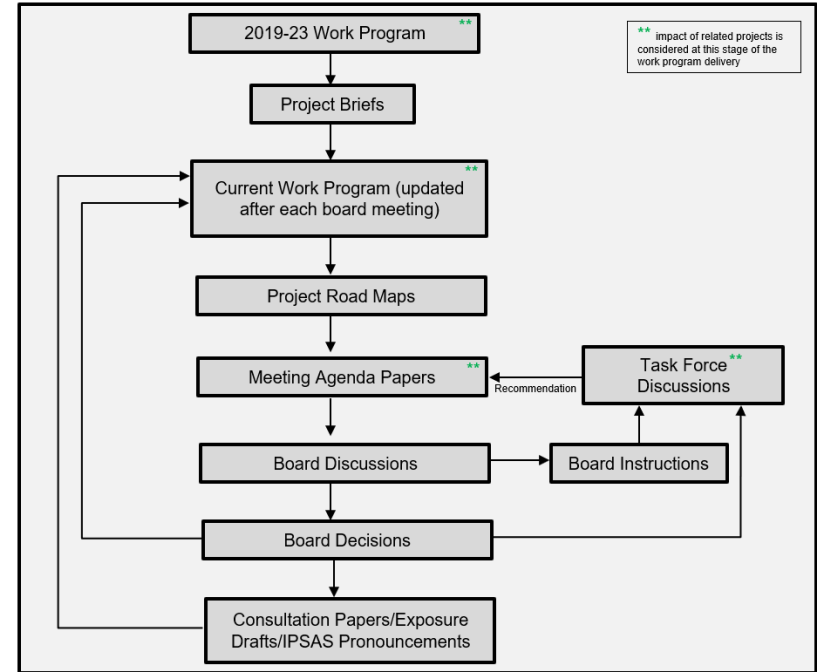 2019-23 Work Program **
** impact of related projects is
considered at this stage of the
work program delivery
Project Briefs
**
Current Work Program (updated
after each board meeting)
Project Road Maps
Meeting Agenda Papers **
Recommendation
Task Force **
Discussions
Board Discussions
Board Instructions
Board Decisions
Consultation Papers/Exposure
Drafts/IPSAS Pronouncements